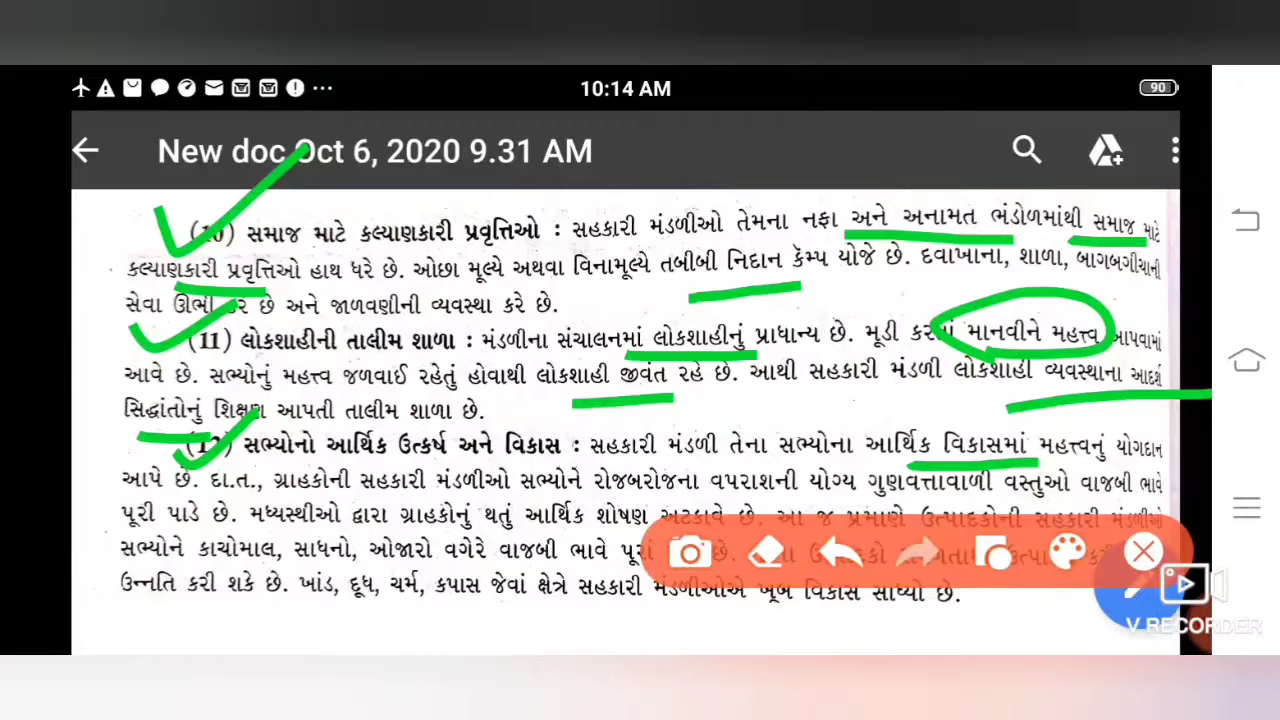 10:14 AM
90
New doc Oct 6, 2020 9.31 AM
(10) સમાજ માટે કલ્યાણકારી પ્રવૃત્તિઓ : સહકારી મંડળીઓ તેમના નફા અને અનામત ભંડોળમાંથી સમાજ માટે
કલ્યાણકારી પ્રવૃત્તિઓ હાથ ધરે છે. ઓછા મૂલ્યે અથવા વિનામૂલ્યે તબીબી નિદાન કૅમ્પ યોજે છે. દવાખાના, શાળા, બાગબગીચાની
સેવા ઊભી કરે છે અને જાળવણીની વ્યવસ્થા કરે છે.
(11) લોકશાહીની તાલીમ શાળા : મંડળીના સંચાલનમાં લોકશાહીનું પ્રાધાન્ય છે. મૂડી કરતાં માનવીને મહત્ત્વ આપવામાં
આવે છે. સભ્યોનું મહત્ત્વ જળવાઈ રહેતું હોવાથી લોકશાહી જીવંત રહે છે. આથી સહકારી મંડળી લોકશાહી વ્યવસ્થાના આદર્શ
સિદ્ધાંતોનું શિક્ષણ આપતી તાલીમ શાળા છે.
(12) સભ્યોનો આર્થિક ઉત્કર્ષ અને વિકાસ : સહકારી મંડળી તેના સભ્યોના આર્થિક વિકાસમાં મહત્ત્વનું યોગદાન
આપે છે. દા.ત., ગ્રાહકોની સહકારી મંડળીઓ સભ્યોને રોજબરોજના વપરાશની યોગ્ય ગુણવત્તાવાળી વસ્તુઓ વાજબી ભાવે
પૂરી પાડે છે. મધ્યસ્થીઓ દ્વારા ગ્રાહકોનું થતું આર્થિક શોષણ અટકાવે છે. આ જ પ્રમાણે ઉત્પાદકોની સહકારી મંડળીઓ
સભ્યોને કાચોમાલ, સાધનો, ઓજારો વગેરે વાજબી ભાવે પૂરાં છે.
ઉન્નતિ કરી શકે છે. ખાંડ, દૂધ, ચર્મ, કપાસ જેવાં ક્ષેત્રે સહકારી મંડળીઓએ ખૂબ વિકાસ સાધ્યો છે.
V RECORDER